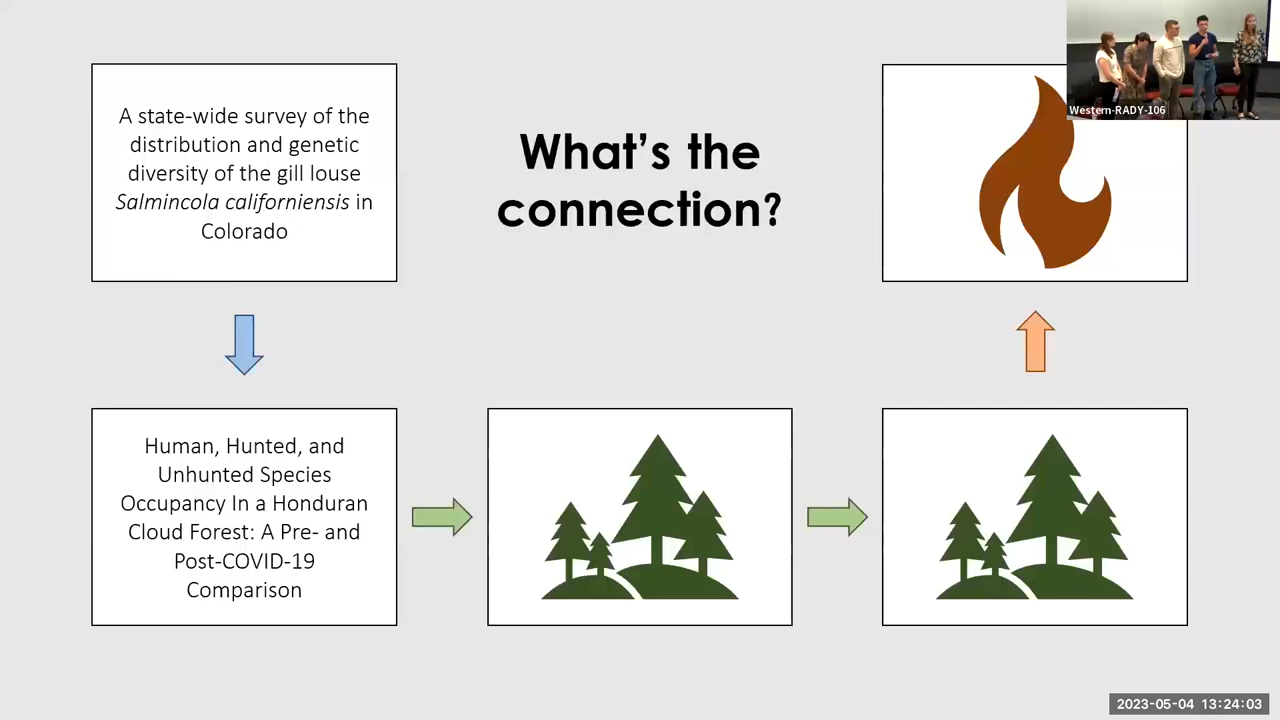 A state-wide survey of the
distribution and genetic
diversity of the gill louse
Salmincola californiensis in
Colorado
What's the
connection?
Western-RADY-106
Human, Hunted, and
Unhunted Species
Occupancy In a Honduran
Cloud Forest: A Pre- and
Post-COVID-19
Comparison
2023-05-04 13:24:03